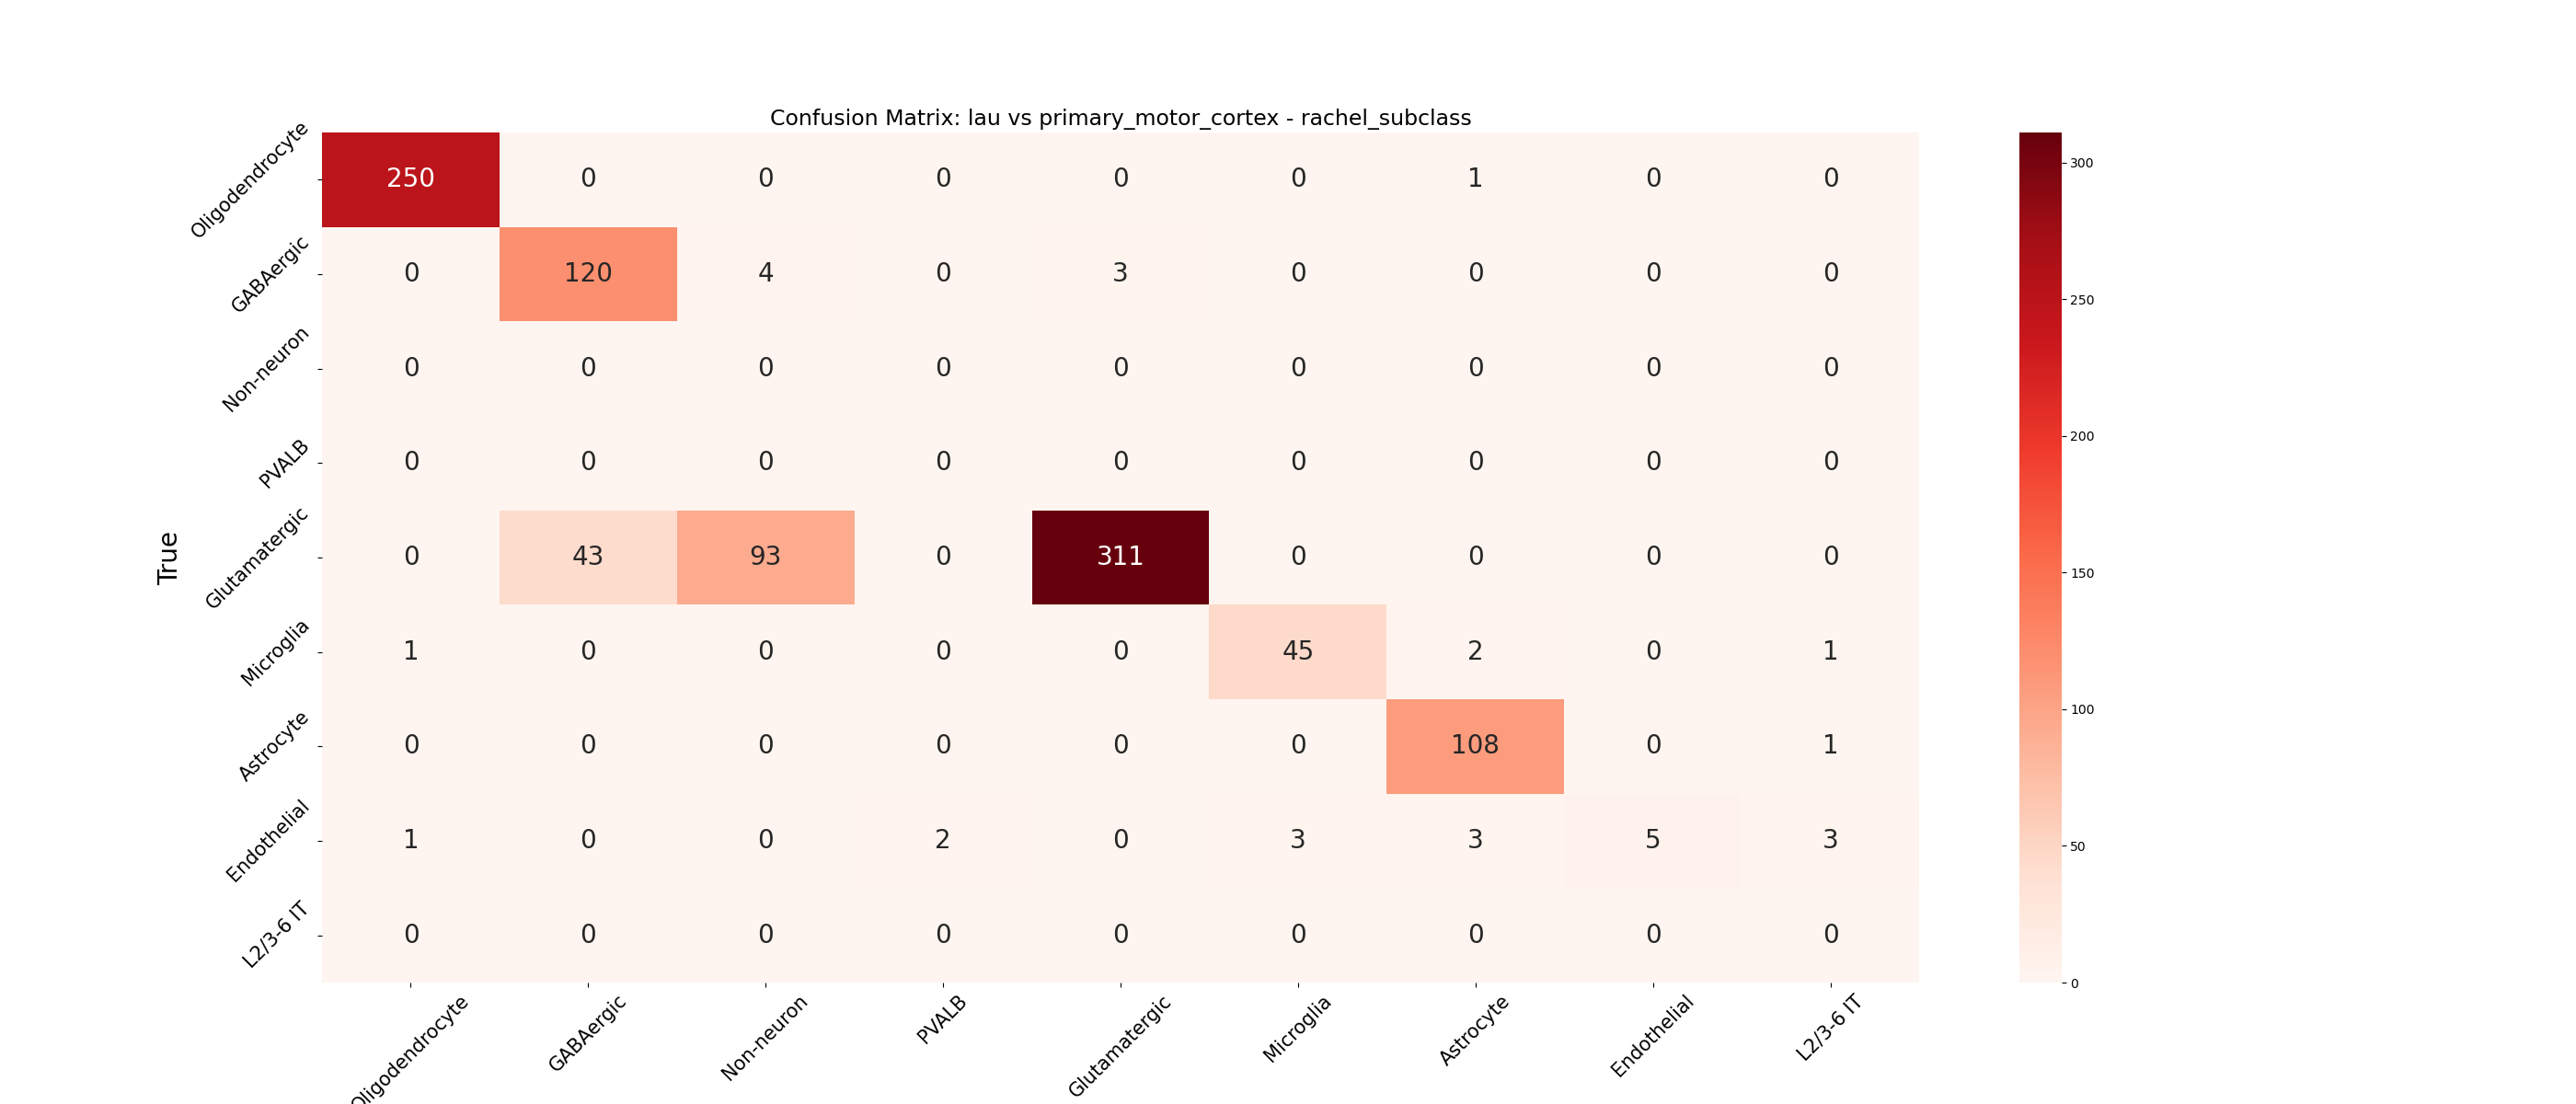 Confusion Matrix: lau vs primary_motor_cortex - rachel_subclass
True
Oligodendrocyte 250 0 0 0 0 0 1 0 0
GABAergic 0 120 4 0 3 0 0 0 0
Non-neuron 0 0 0 0 0 0 0 0 0
PVALB 0 0 0 0 0 0 0 0 0
Glutamatergic 0 43 93 0 311 0 0 0 0
Microglia 1 0 0 0 0 45 2 0 1
Astrocyte 0 0 0 0 0 0 108 0 1
Endothelial 1 0 0 2 0 3 3 5 3
L2/3-6 IT 0 0 0 0 0 0 0 0 0
Oligodendrocyte GABAergic Non-neuron PVALB Glutamatergic Microglia Astrocyte Endothelial L2/3-6 IT
300
250
200
150
100
50
0